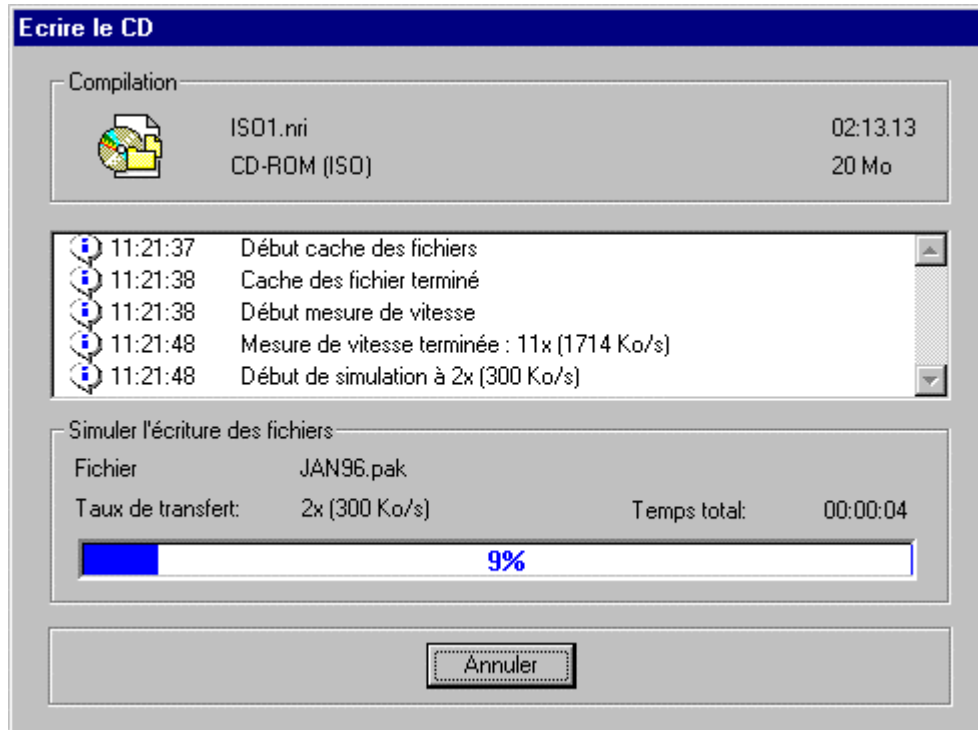 Ecrire le CD
Compilation
ISO1.nri 02:13.13
CD-ROM (ISO) 20 Mo
11:21:37 Début cache des fichiers
11:21:38 Cache des fichier terminé
11:21:38 Début mesure de vitesse
11:21:48 Mesure de vitesse terminée : 11x (1714 Ko/s)
11:21:48 Début de simulation à 2x (300 Ko/s)
Simuler l'écriture des fichiers
Fichier JAN96.pak
Taux de transfert: 2x (300 Ko/s) Temps total: 00:00:04
9%
Annuler